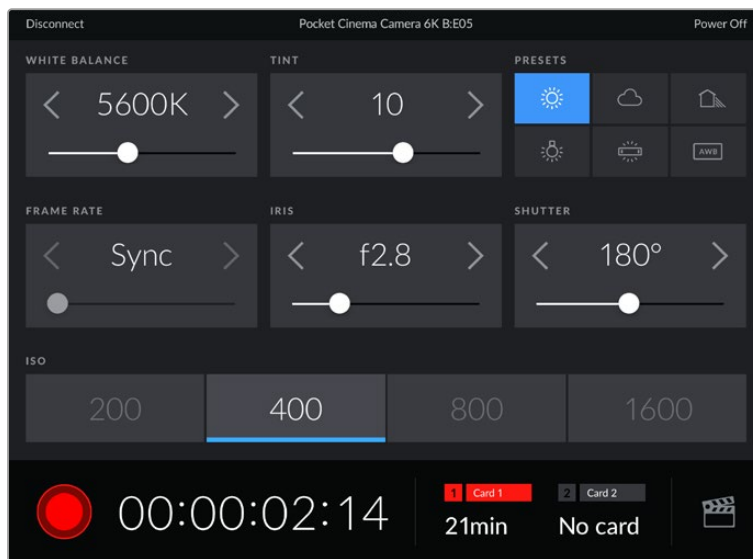 Disconnect Pocket Cinema Camera 6K B:E05 Power Off
WHITE BALANCE TINT PRESETS
5600K 10
AWB
FRAME RATE IRIS SHUTTER
Sync f2.8 180°
ISO
200 400 800 1600
1 Card 1 2 Card 2
00:00:02:14 21min No card